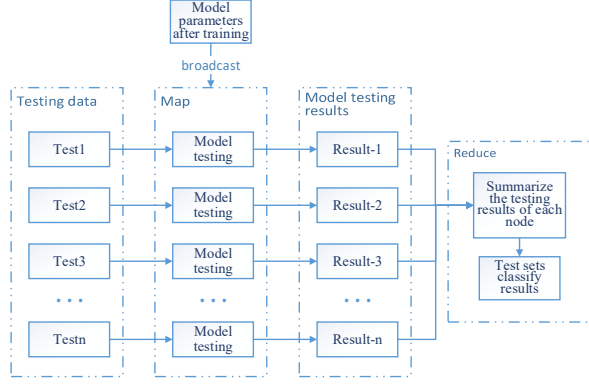 Model
parameters
after training
broadcast
Testing data
Map
Model testing
results
Test1
Model
testing
Result-1
Test2
Model
testing
Result-2
Test3
Model
testing
Result-3
...
...
...
Testn
Model
testing
Result-n
Reduce
Summarize
the testing
results of each
node
Test sets
classify
results